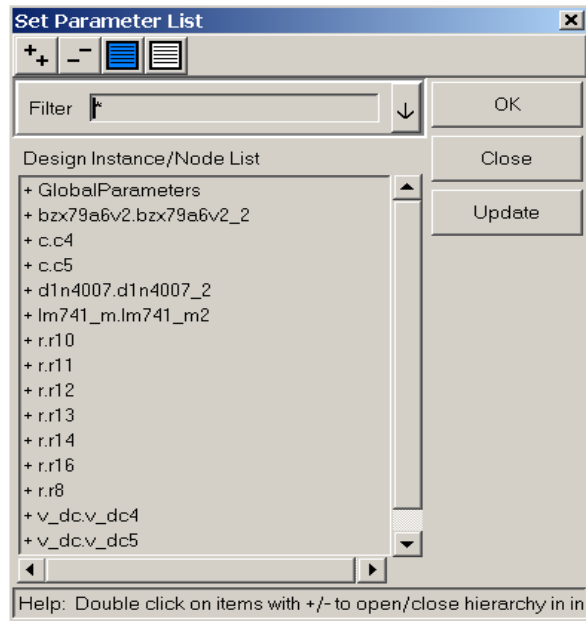 Set Parameter List
Filter *
OK
Design Instance/Node List
Close
Update
+ GlobalParameters
+ bzx79a6v2.bzx79a6v2_2
+ c.c4
+ c.c5
+ d1n4007.d1n4007_2
+ lm741_m.lm741_m2
+ r.r10
+ r.r11
+ r.r12
+ r.r13
+ r.r14
+ r.r16
+ r.r8
+ v_dc.v_dc4
+ v_dc.v_dc5
Help: Double click on items with +/- to open/close hierarchy in in